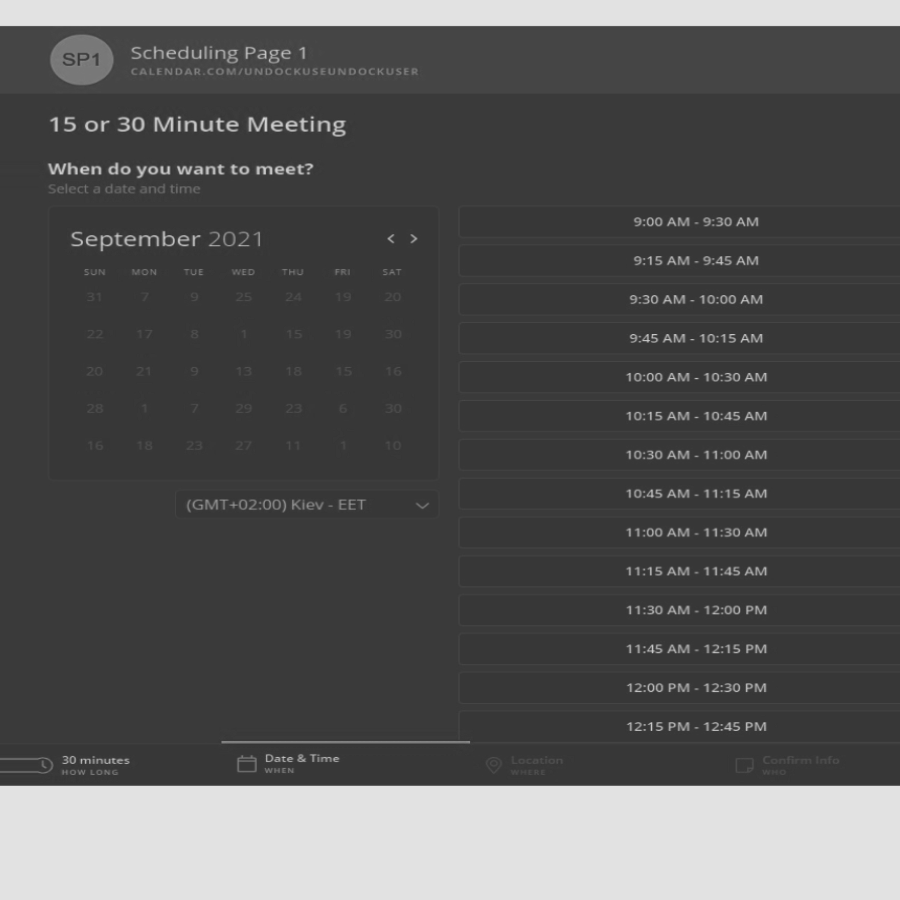 SP1
Scheduling Page 1
CALENDAR.COM/UNDOCKUSEUNDOCKUSER
15 or 30 Minute Meeting
When do you want to meet?
Select a date and time
September 2021
< >
SUN MON TUE WED THU FRI SAT
31 7 9 25 24 19 20
22 17 8 1 15 19 30
20 21 9 13 18 15 16
28 1 7 29 23 6 30
16 18 23 27 11 1 10
(GMT+02:00) Kiev - EET
9:00 AM - 9:30 AM
9:15 AM - 9:45 AM
9:30 AM - 10:00 AM
9:45 AM - 10:15 AM
10:00 AM - 10:30 AM
10:15 AM - 10:45 AM
10:30 AM - 11:00 AM
10:45 AM - 11:15 AM
11:00 AM - 11:30 AM
11:15 AM - 11:45 AM
11:30 AM - 12:00 PM
11:45 AM - 12:15 PM
12:00 PM - 12:30 PM
12:15 PM - 12:45 PM
30 minutes
HOW LONG
Date & Time
WHEN
Location
WHERE
Confirm Info
WHO